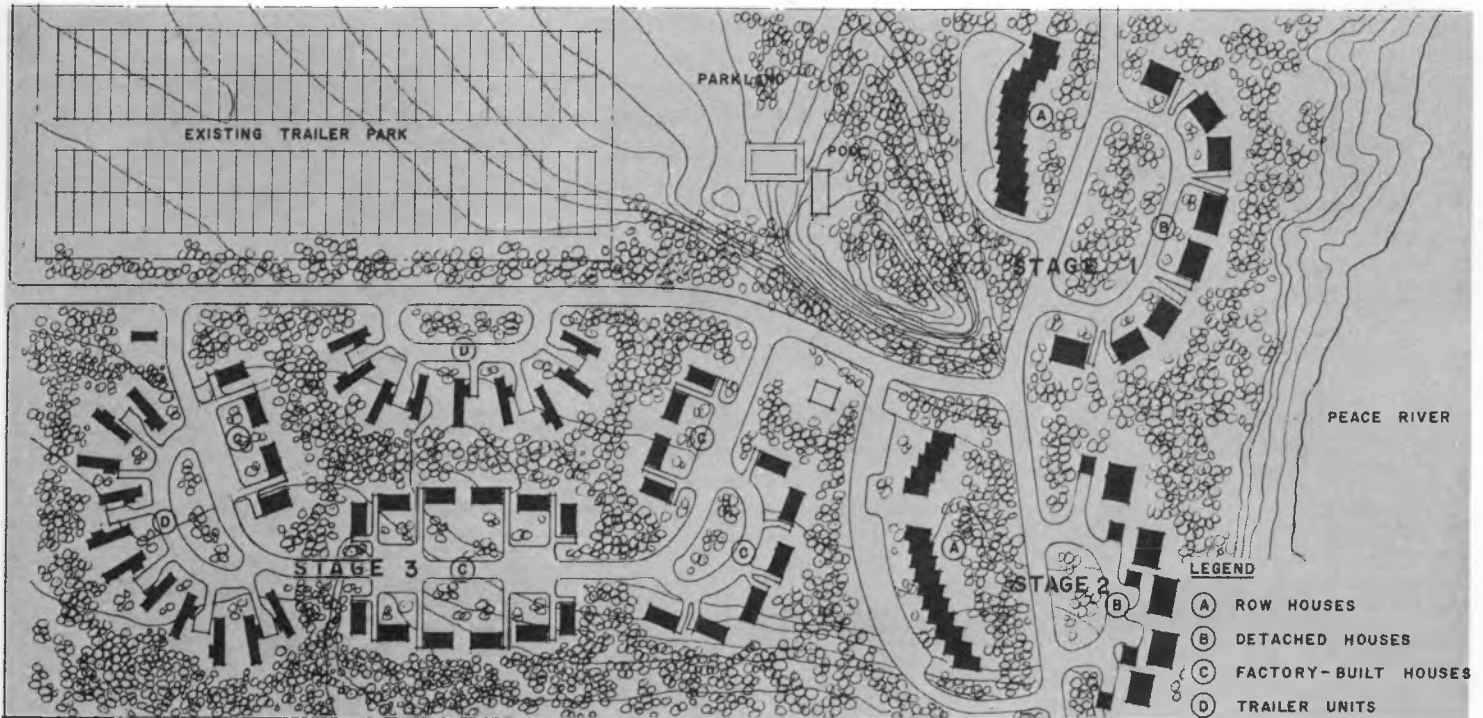 PARKLAND
EXISTING TRAILER PARK
POOL
A
B
STAGE 1
D
C
C
PEACE RIVER
D
STAGE 3
C
C
A
STAGE 2
B
LEGEND
A ROW HOUSES
B DETACHED HOUSES
C FACTORY-BUILT HOUSES
D TRAILER UNITS